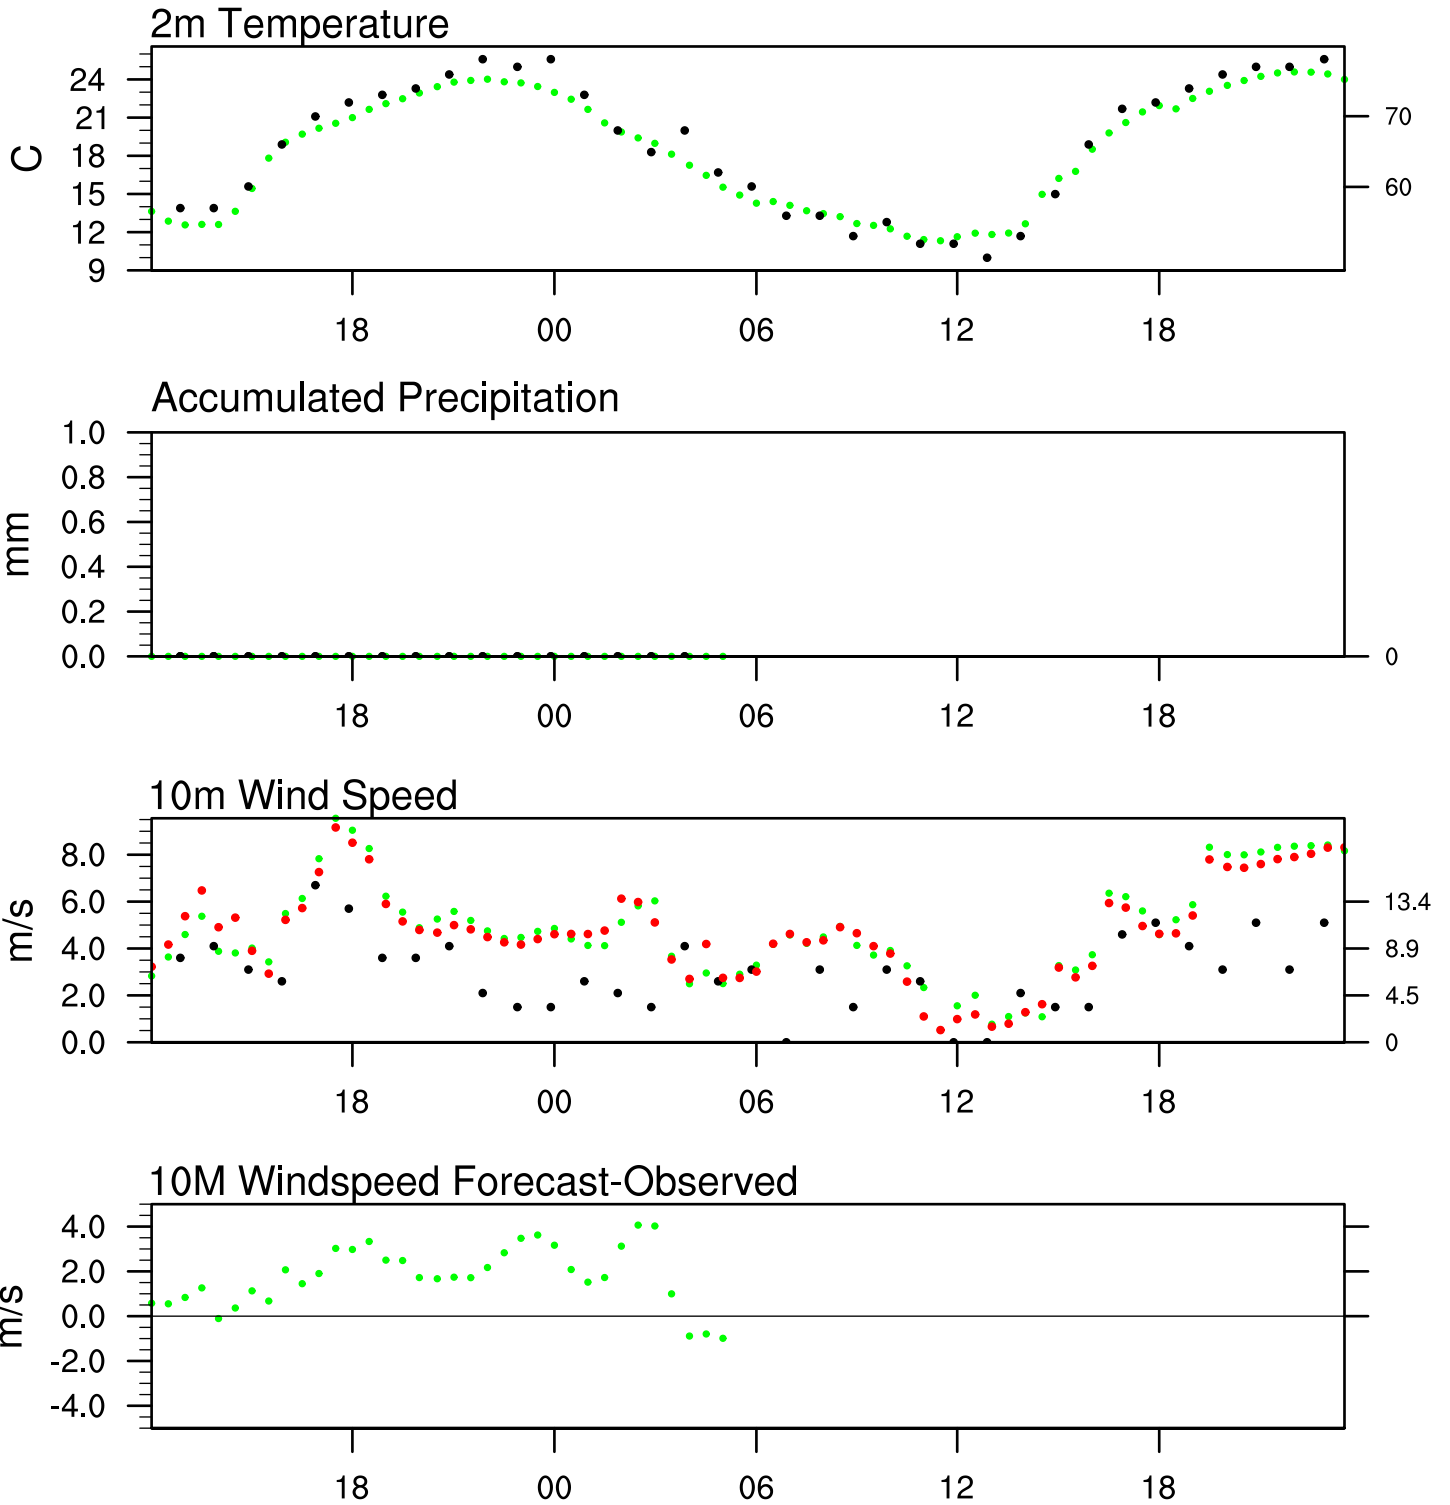 2m Temperature
24
21
18
15
12
9
C
70
60
18 00 06 12 18
Accumulated Precipitation
1.0
0.8
0.6
0.4
0.2
0.0
mm
0
18 00 06 12 18
10m Wind Speed
8.0
6.0
4.0
2.0
0.0
m/s
13.4
8.9
4.5
0
18 00 06 12 18
10M Windspeed Forecast-Observed
4.0
2.0
0.0
-2.0
-4.0
m/s
18 00 06 12 18